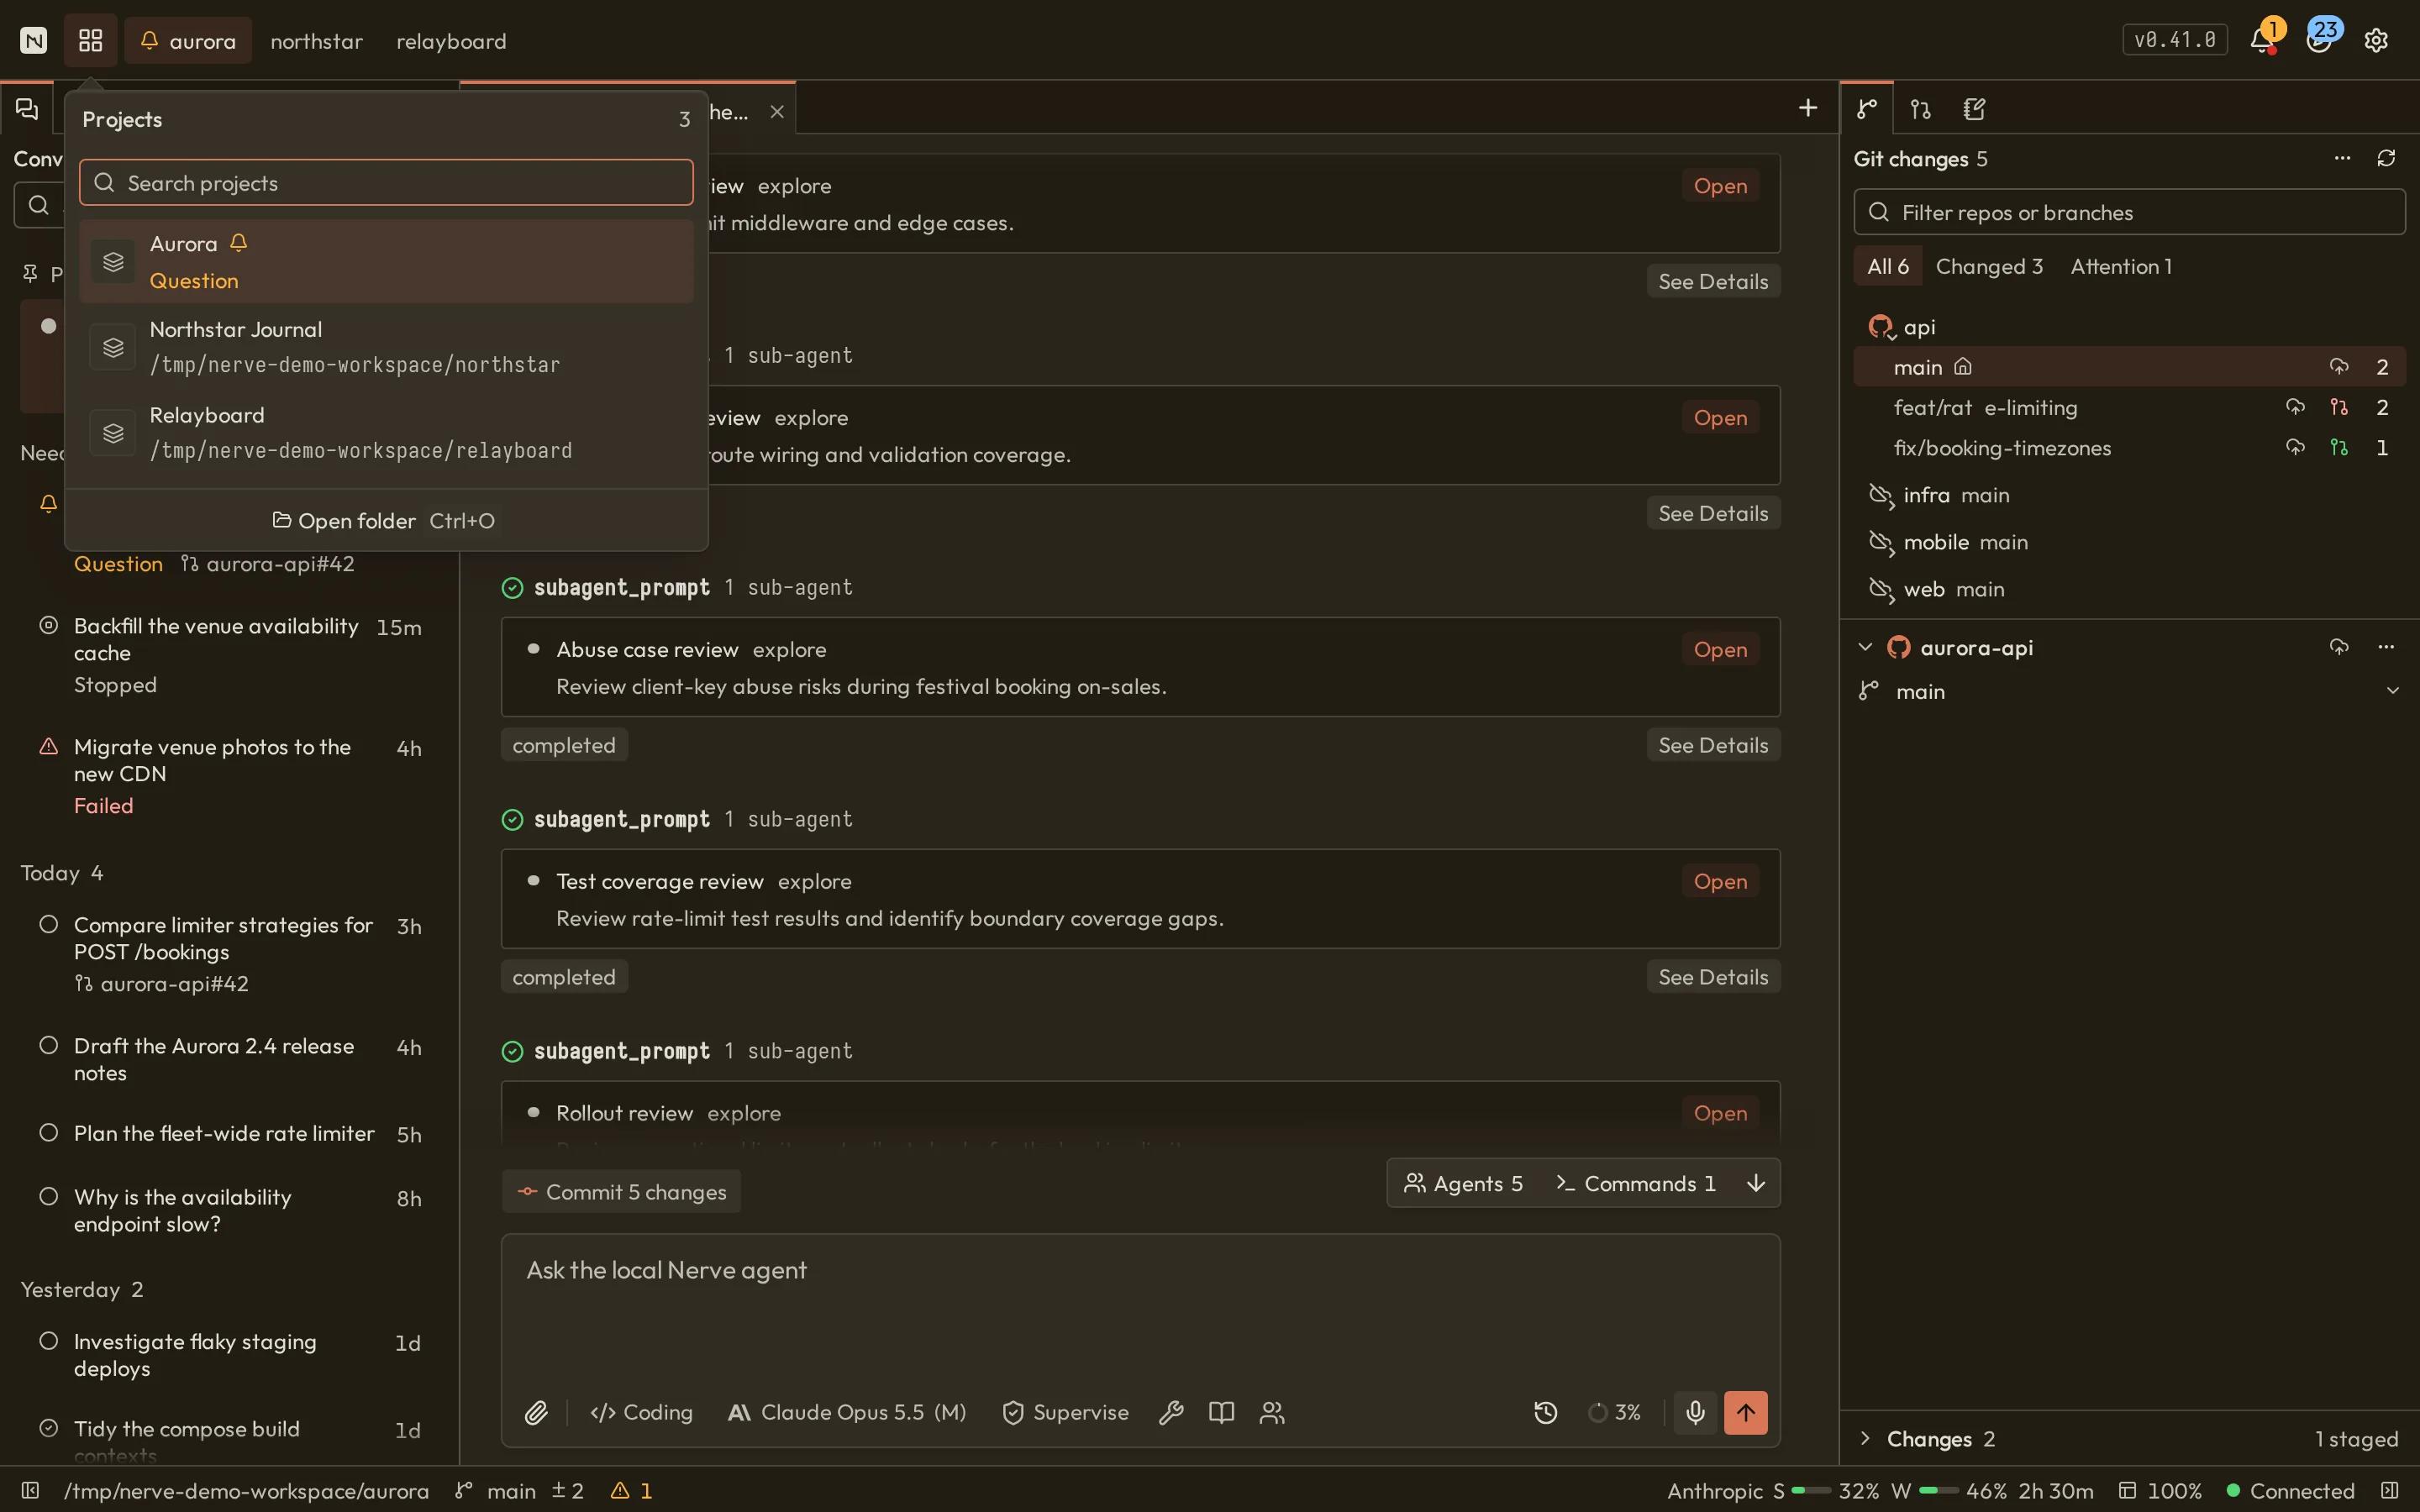 aurora northstar relayboard v0.41.0 1 23
Projects 3
Search projects
Aurora
Question
Northstar Journal
/tmp/nerve-demo-workspace/northstar
Relayboard
/tmp/nerve-demo-workspace/relayboard
Open folder Ctrl+O
Conv
Question aurora-api#42
Backfill the venue availability 15m
cache
Stopped
Migrate venue photos to the 4h
new CDN
Failed
Today 4
Compare limiter strategies for 3h
POST /bookings
aurora-api#42
Draft the Aurora 2.4 release 4h
notes
Plan the fleet-wide rate limiter 5h
Why is the availability 8h
endpoint slow?
Yesterday 2
Investigate flaky staging 1d
deploys
Tidy the compose build 1d
contexts
he...
explore Open
middleware and edge cases.
See Details
1 sub-agent
explore Open
wiring and validation coverage.
See Details
subagent_prompt 1 sub-agent
Abuse case review explore Open
Review client-key abuse risks during festival booking on-sales.
completed See Details
subagent_prompt 1 sub-agent
Test coverage review explore Open
Review rate-limit test results and identify boundary coverage gaps.
completed See Details
subagent_prompt 1 sub-agent
Rollout review explore Open
Commit 5 changes
Agents 5 Commands 1
Ask the local Nerve agent
Coding Claude Opus 5.5 (M) Supervise 3%
Git changes 5
Filter repos or branches
All 6 Changed 3 Attention 1
api
main 2
feat/rat e-limiting 2
fix/booking-timezones 1
infra main
mobile main
web main
aurora-api
main
Changes 2 1 staged
/tmp/nerve-demo-workspace/aurora main ±2 1
Anthropic S 32% W 46% 2h 30m 100% Connected